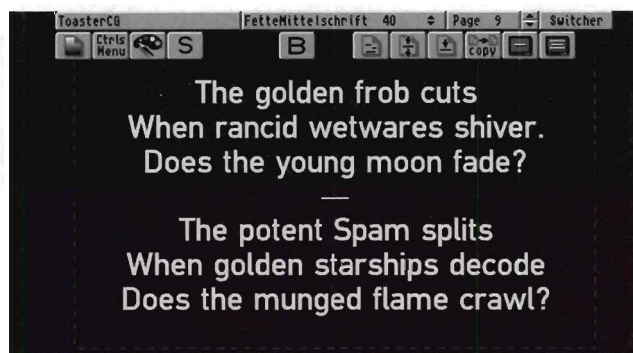 ToasterCG FetteMittelschrift 40 Page 9 Switcher
Ctrls Menu S B COPY
The golden frob cuts
When rancid wetwares shiver.
Does the young moon fade?
—
The potent Spam splits
When golden starships decode
Does the munged flame crawl?